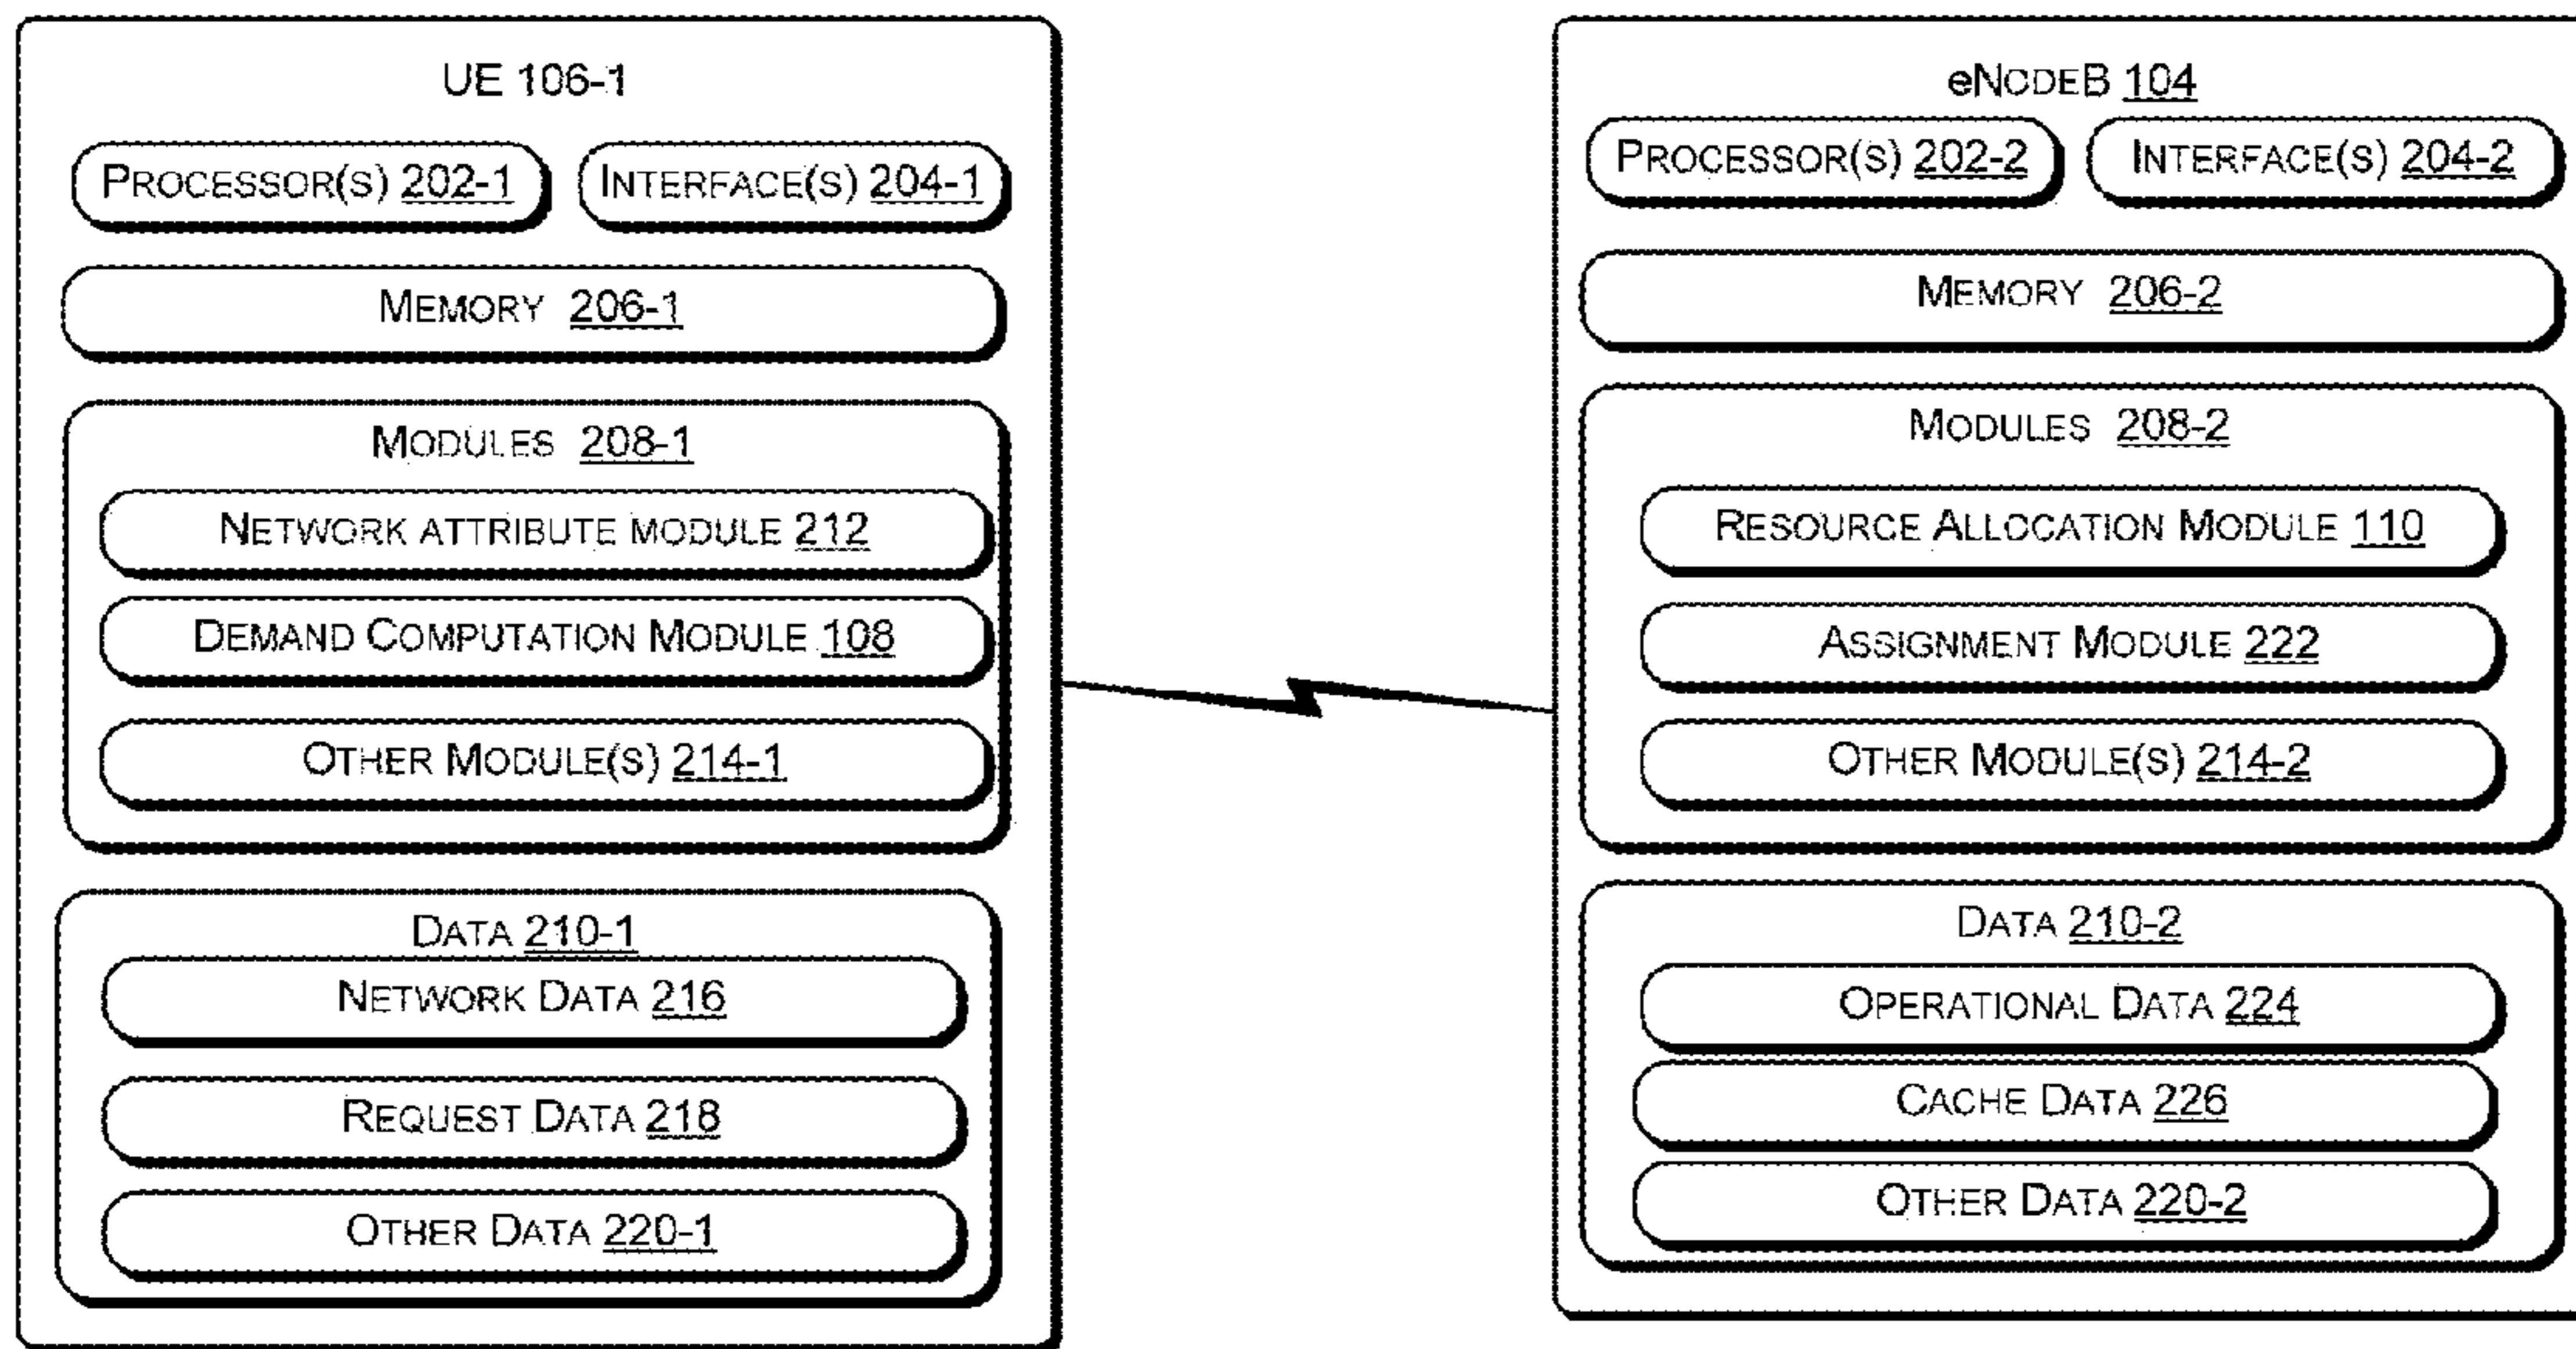 UE 106-1
PROCESSOR(S) 202-1
INTERFACE(S) 204-1
MEMORY 206-1
MODULES 208-1
NETWORK ATTRIBUTE MODULE 212
DEMAND COMPUTATION MODULE 108
OTHER MODULE(S) 214-1
DATA 210-1
NETWORK DATA 216
REQUEST DATA 218
OTHER DATA 220-1
eNODEB 104
PROCESSOR(S) 202-2
INTERFACE(S) 204-2
MEMORY 206-2
MODULES 208-2
RESOURCE ALLOCATION MODULE 110
ASSIGNMENT MODULE 222
OTHER MODULE(S) 214-2
DATA 210-2
OPERATIONAL DATA 224
CACHE DATA 226
OTHER DATA 220-2